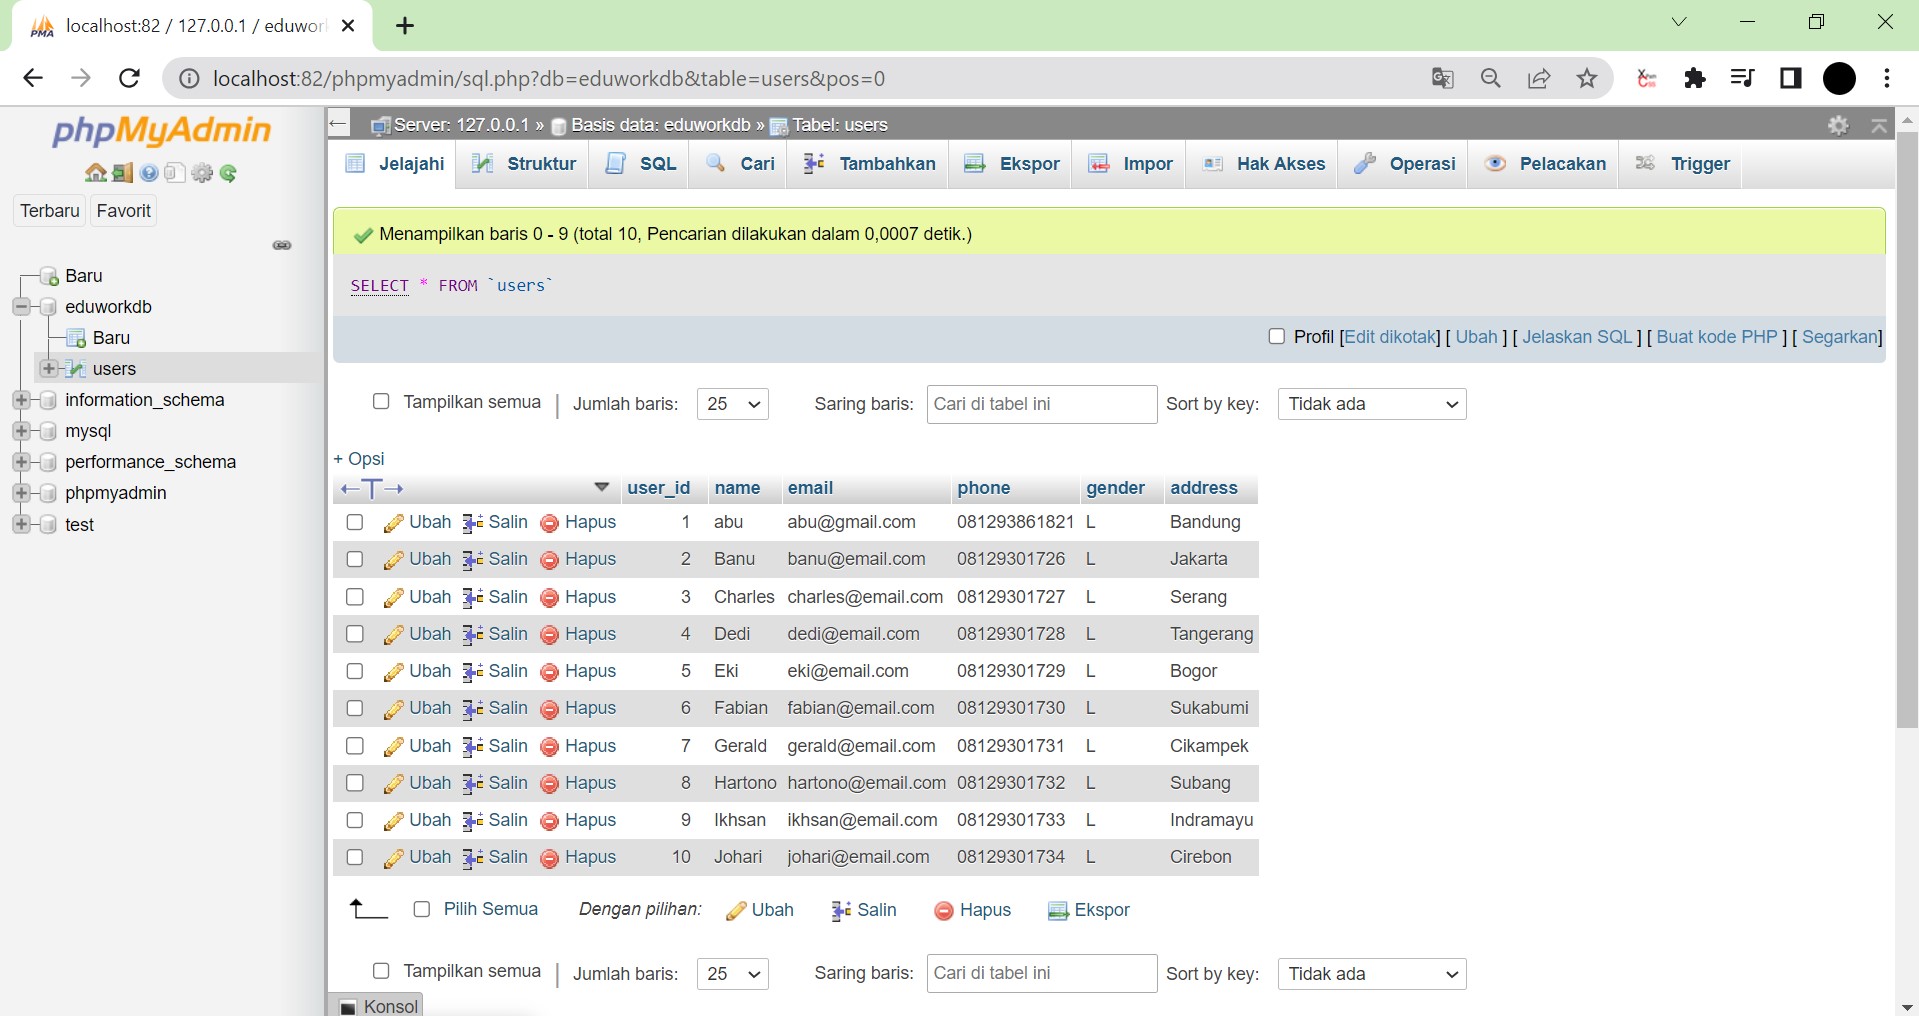 localhost:82 / 127.0.0.1 / eduwor
localhost:82/phpmyadmin/sql.php?db=eduworkdb&table=users&pos=0
phpMyAdmin
Terbaru Favorit
Baru
eduworkdb
Baru
users
information_schema
mysql
performance_schema
phpmyadmin
test
Server: 127.0.0.1 » Basis data: eduworkdb » Tabel: users
Jelajahi Struktur SQL Cari Tambahkan Ekspor Impor Hak Akses Operasi Pelacakan Trigger
Menampilkan baris 0 - 9 (total 10, Pencarian dilakukan dalam 0,0007 detik.)
SELECT * FROM `users`
Profil [Edit dikotak] [ Ubah ] [ Jelaskan SQL ] [ Buat kode PHP ] [ Segarkan]
Tampilkan semua | Jumlah baris: 25 Saring baris: Cari di tabel ini Sort by key: Tidak ada
+ Opsi
←T→ user_id name email phone gender address
Ubah Salin Hapus 1 abu abu@gmail.com 081293861821 L Bandung
Ubah Salin Hapus 2 Banu banu@email.com 08129301726 L Jakarta
Ubah Salin Hapus 3 Charles charles@email.com 08129301727 L Serang
Ubah Salin Hapus 4 Dedi dedi@email.com 08129301728 L Tangerang
Ubah Salin Hapus 5 Eki eki@email.com 08129301729 L Bogor
Ubah Salin Hapus 6 Fabian fabian@email.com 08129301730 L Sukabumi
Ubah Salin Hapus 7 Gerald gerald@email.com 08129301731 L Cikampek
Ubah Salin Hapus 8 Hartono hartono@email.com 08129301732 L Subang
Ubah Salin Hapus 9 Ikhsan ikhsan@email.com 08129301733 L Indramayu
Ubah Salin Hapus 10 Johari johari@email.com 08129301734 L Cirebon
Pilih Semua Dengan pilihan: Ubah Salin Hapus Ekspor
Tampilkan semua | Jumlah baris: 25 Saring baris: Cari di tabel ini Sort by key: Tidak ada
Konsol